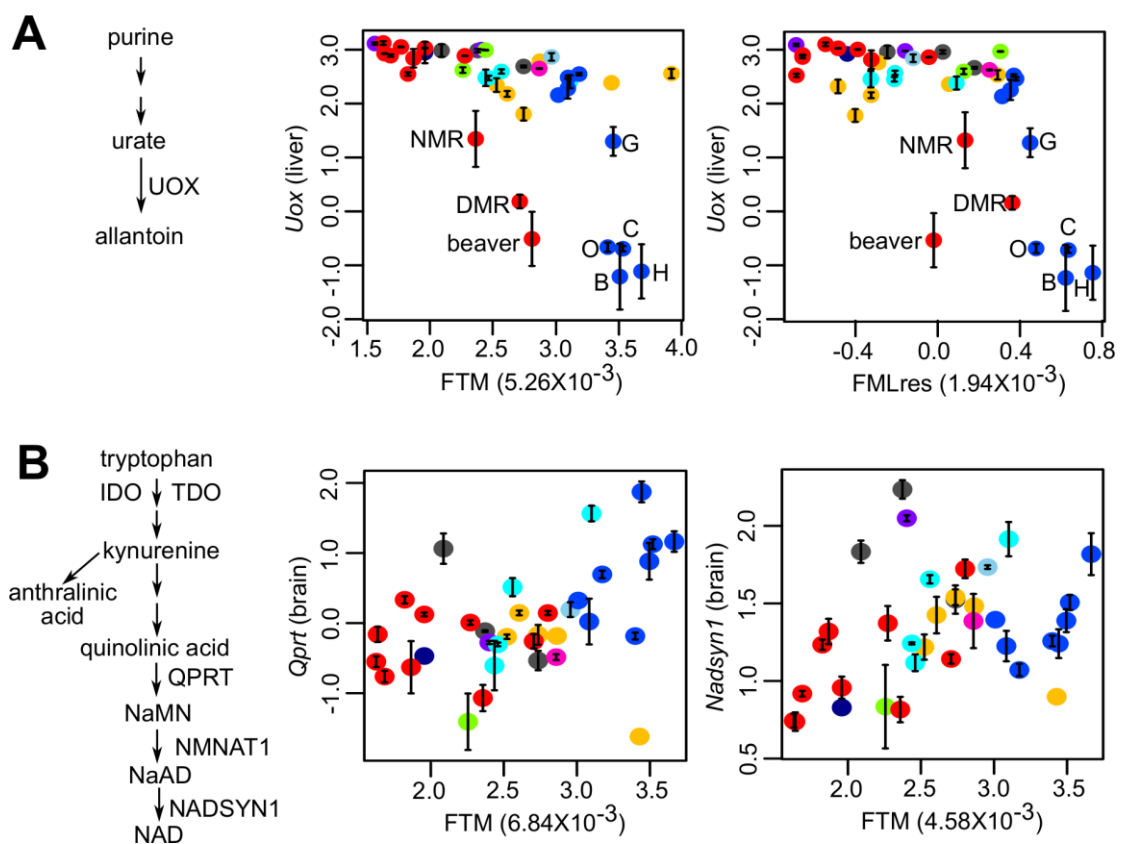 A
purine
urate
UOX
allantoin
Uox (liver)
3.0
2.0
1.0
0.0
-1.0
-2.0
NMR
DMR
beaver
G
C
O
B
H
1.5 2.0 2.5 3.0 3.5 4.0
FTM (5.26X10-3)
Uox (liver)
3.0
2.0
1.0
0.0
-1.0
-2.0
NMR
DMR
beaver
G
C
O
B
H
-0.4 0.0 0.4 0.8
FMLres (1.94X10-3)
B
tryptophan
IDO TDO
kynurenine
anthralinic
acid
quinolinic acid
QPRT
NaMN
NMNAT1
NaAD
NADSYN1
NAD
Qprt (brain)
2.0
1.0
0.0
-1.0
2.0 2.5 3.0 3.5
FTM (6.84X10-3)
Nadsyn1 (brain)
2.0
1.5
1.0
0.5
2.0 2.5 3.0 3.5
FTM (4.58X10-3)